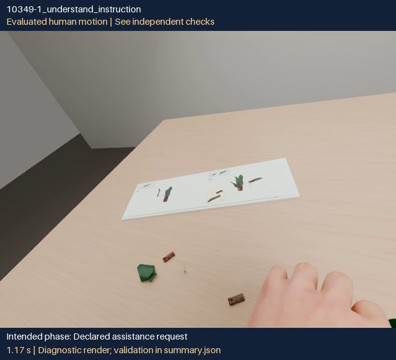 10349-1_understand_instruction
Evaluated human motion | See independent checks
Intended phase: Declared assistance request
1.17 s | Diagnostic render; validation in summary.json